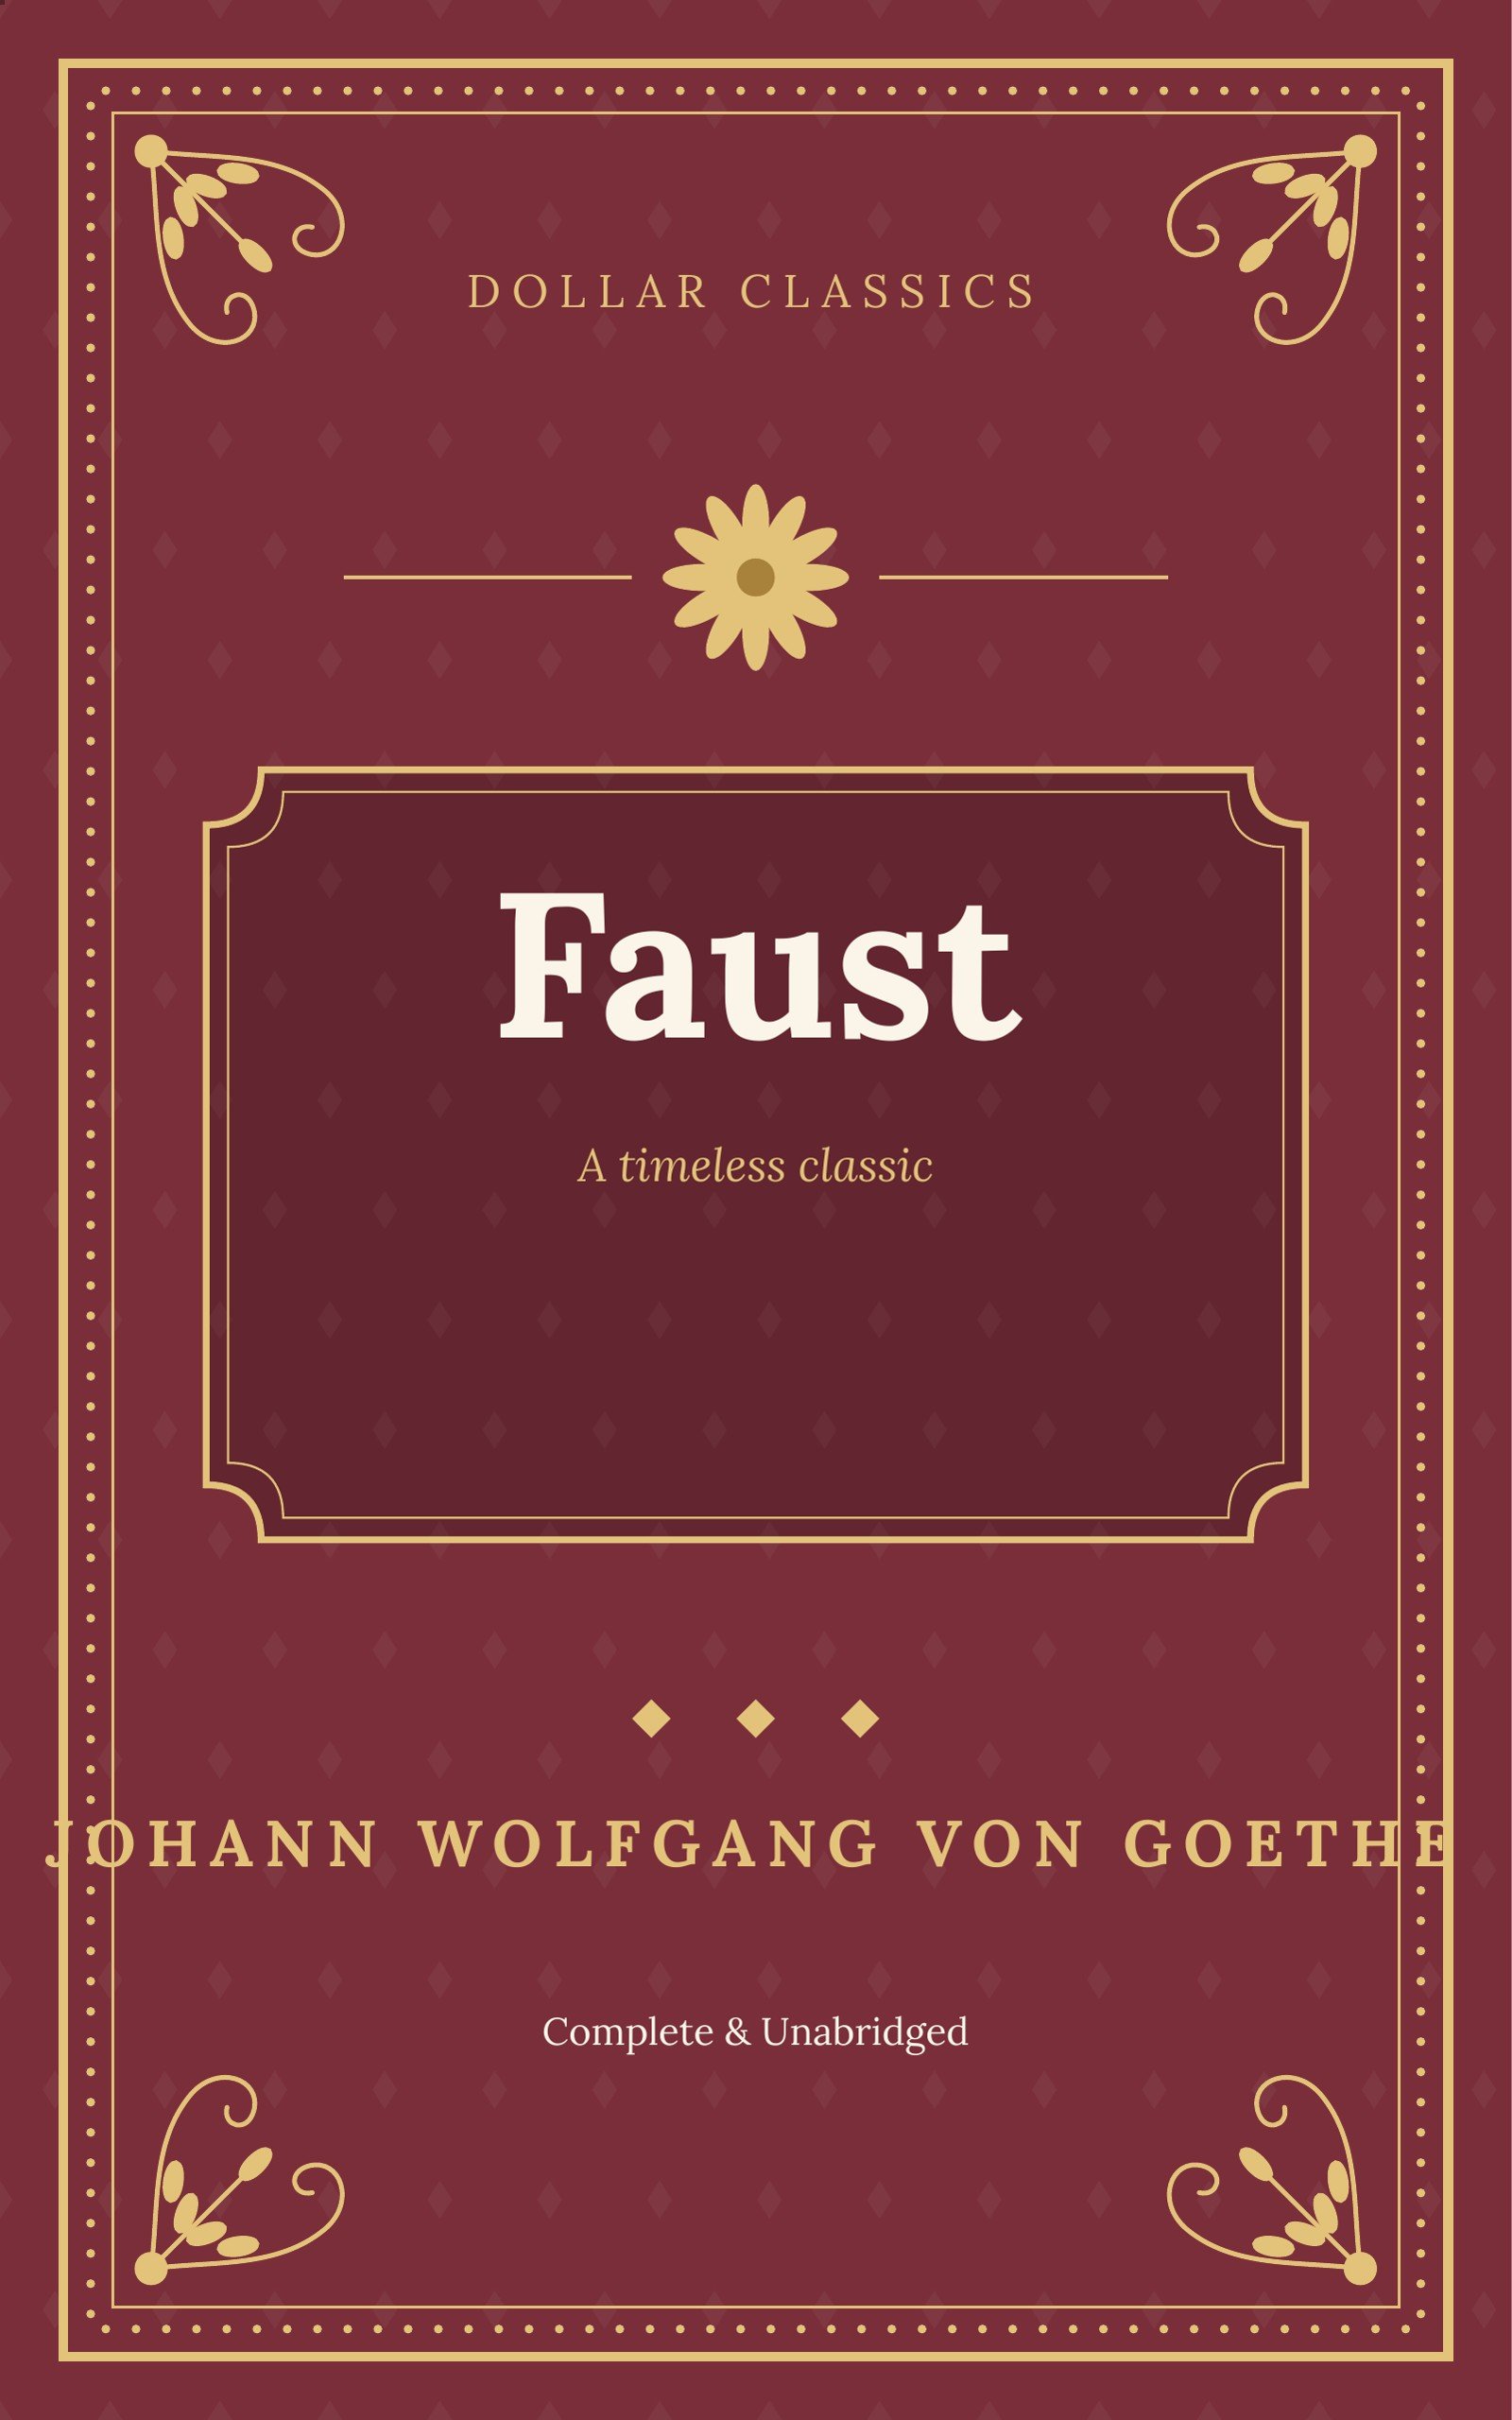 DOLLAR CLASSICS
Faust
A timeless classic
JOHANN WOLFGANG VON GOETHE
Complete & Unabridged